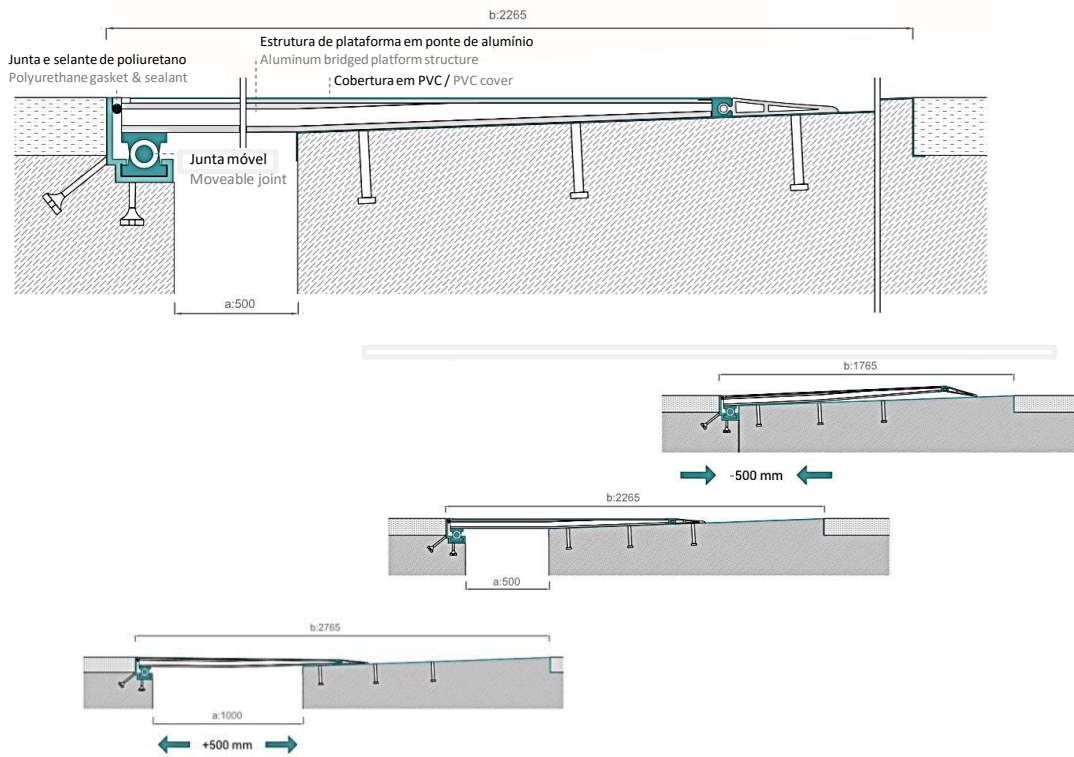 b:2265
Estrutura de plataforma em ponte de alumínio
Aluminum bridged platform structure
Junta e selante de poliuretano
Polyurethane gasket & sealant
Cobertura em PVC / PVC cover
Junta móvel
Moveable joint
a:500
b:1765
-500 mm
b:2265
a:500
b:2765
a:1000
+500 mm